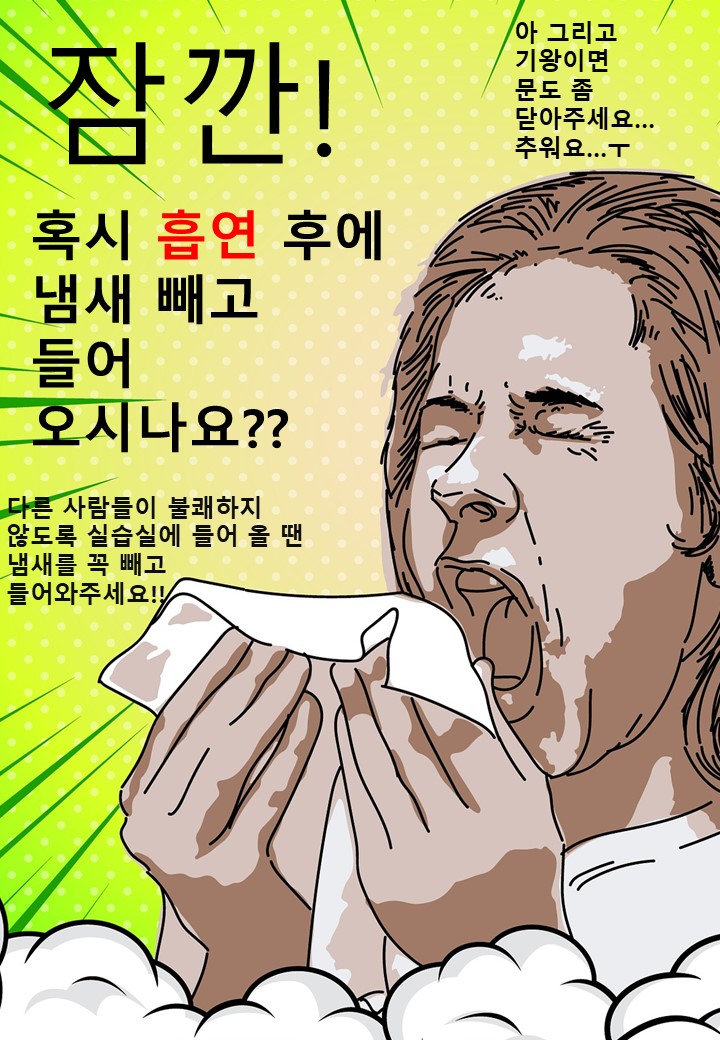 잠깐!
아 그리고
기왕이면
문도 좀
닫아주세요...
추워요...ㅜ
혹시 흡연 후에
냄새 빼고
들어
오시나요??
다른 사람들이 불쾌하지
않도록 실습실에 들어 올 땐
냄새를 꼭 빼고
들어와주세요!!